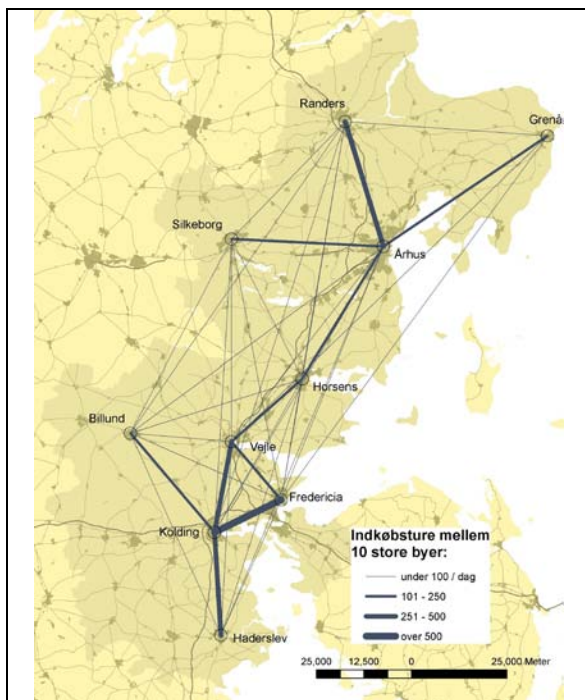 Randers
Grenå
Silkeborg
Århus
Horsens
Billund
Vejle
Fredericia
Kolding
Haderslev
Indkøbsture mellem
10 store byer:
under 100 / dag
101 - 250
251 - 500
over 500
25,000 12,500 0 25,000 Meter